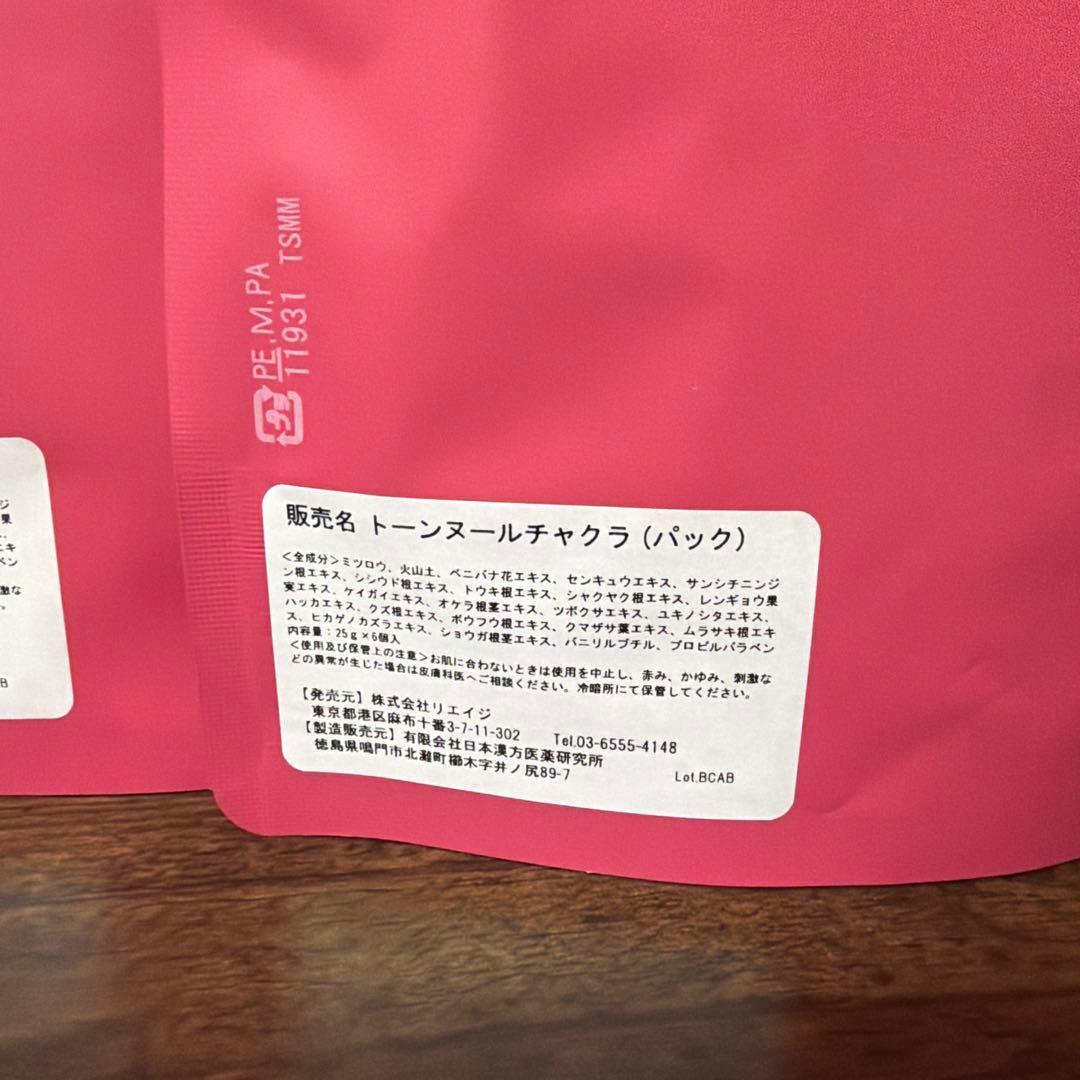 PE,M,PA
11931 TSMM
プラ
販売名 トーンヌールチャクラ (パック)
<全成分>ミツロウ、火山土、ベニバナ花エキス、センキュウエキス、サンシチニンジ
ン根エキス、シシウド根エキス、トウキ根エキス、シャクヤク根エキス、レンギョウ果
実エキス、ケイガイエキス、オケラ根茎エキス、ツボクサエキス、ユキノシタエキス、
ハッカエキス、クズ根エキス、ボウフウ根エキス、クマザサ葉エキス、ムラサキ根エキ
ス、ヒカゲノカズラエキス、ショウガ根茎エキス、バニリルブチル、プロピルパラベン
内容量:25g×6個入
<使用及び保管上の注意>お肌に合わないときは使用を中止し、赤み、かゆみ、刺激な
どの異常が生じた場合は皮膚科医へご相談ください。冷暗所にて保管してください。
【発売元】株式会社リエイジ
東京都港区麻布十番3-7-11-302 Tel.03-6555-4148
【製造販売元】有限会社日本漢方医薬研究所
徳島県鳴門市北灘町櫛木字井ノ尻89-7 Lot.BCAB